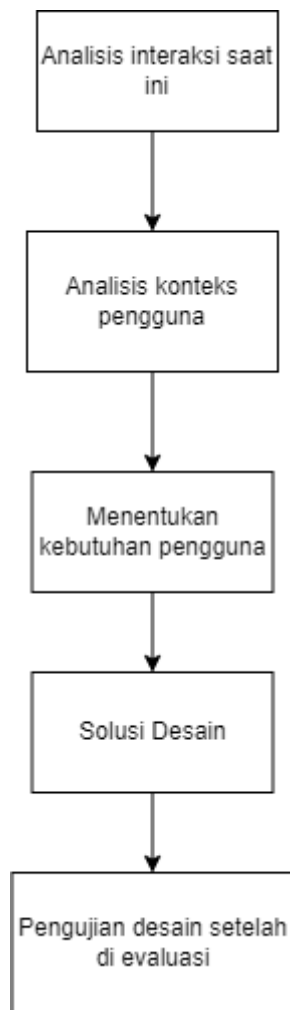 Analisis interaksi saat
ini
Analisis konteks
pengguna
Menentukan
kebutuhan pengguna
Solusi Desain
Pengujian desain setelah
di evaluasi